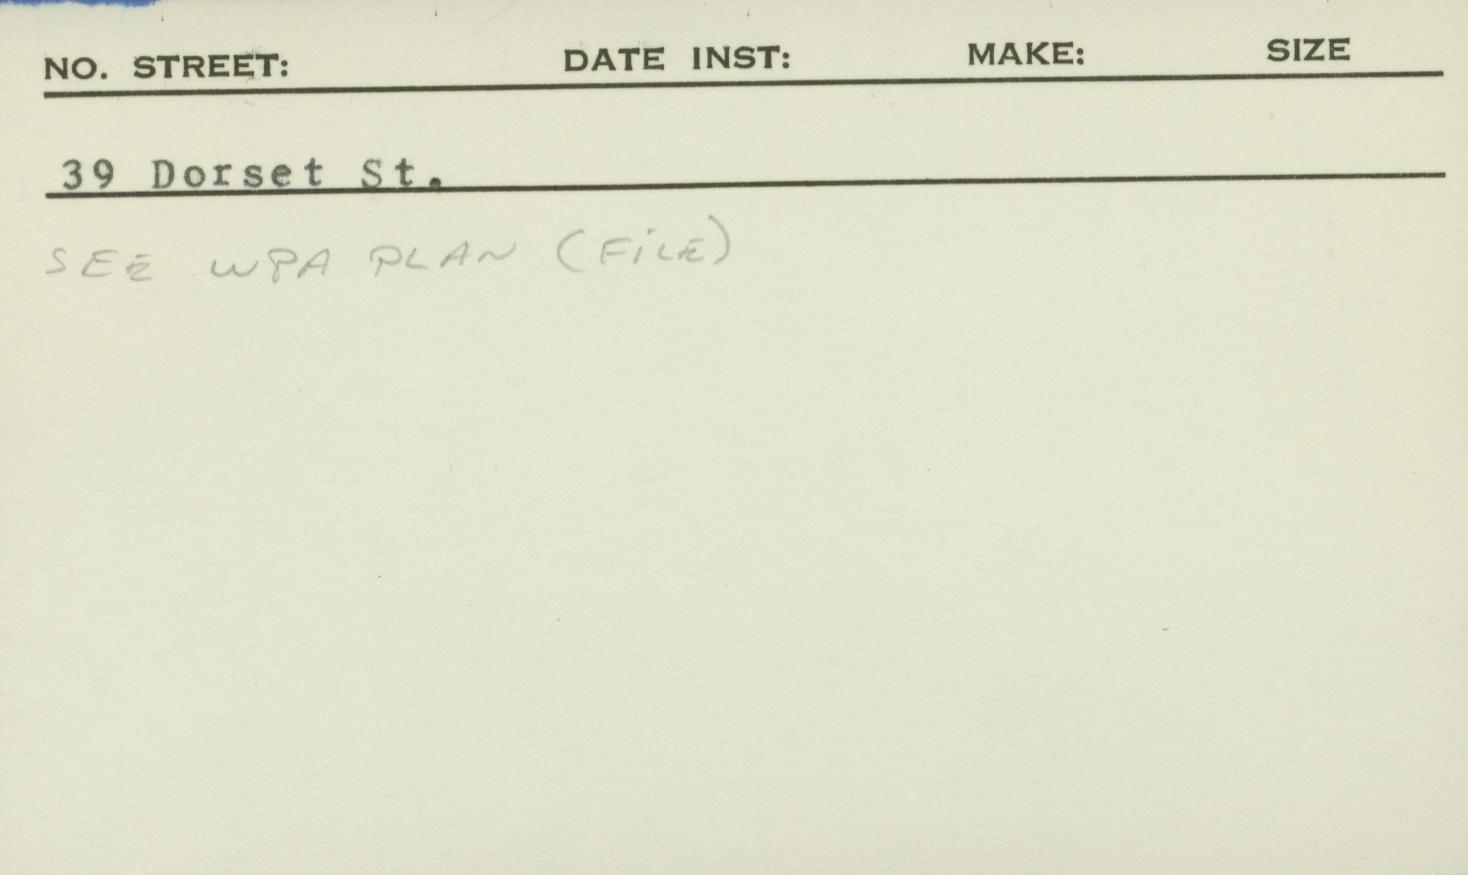 NO. STREET: DATE INST: MAKE: SIZE
39 Dorset St.
SEE WPA PLAN (FILE)